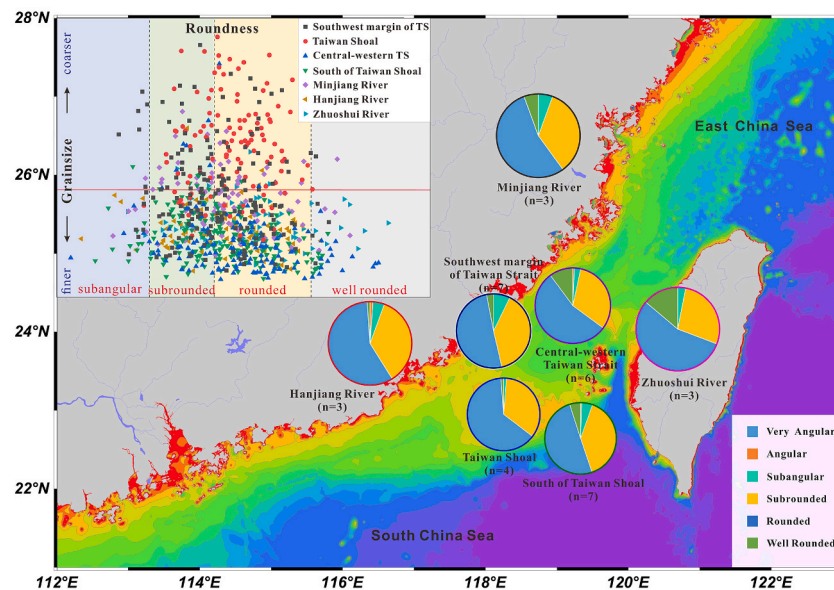 28°N
26°N
24°N
22°N
112°E
114°E
116°E
118°E
120°E
122°E
Roundness
coarser
Grainsize
finer
subangular
subrounded
rounded
well rounded
Southwest margin of TS
Taiwan Shoal
Central-western TS
South of Taiwan Shoal
Minjiang River
Hanjiang River
Zhuoshui River
East China Sea
Minjiang River
(n=3)
Southwest margin
of Taiwan Strait
(n=7)
Central-western
Taiwan Strait
(n=6)
Zhuoshui River
(n=3)
Hanjiang River
(n=3)
Taiwan Shoal
(n=4)
South of Taiwan Shoal
(n=7)
South China Sea
Very Angular
Angular
Subangular
Subrounded
Rounded
Well Rounded